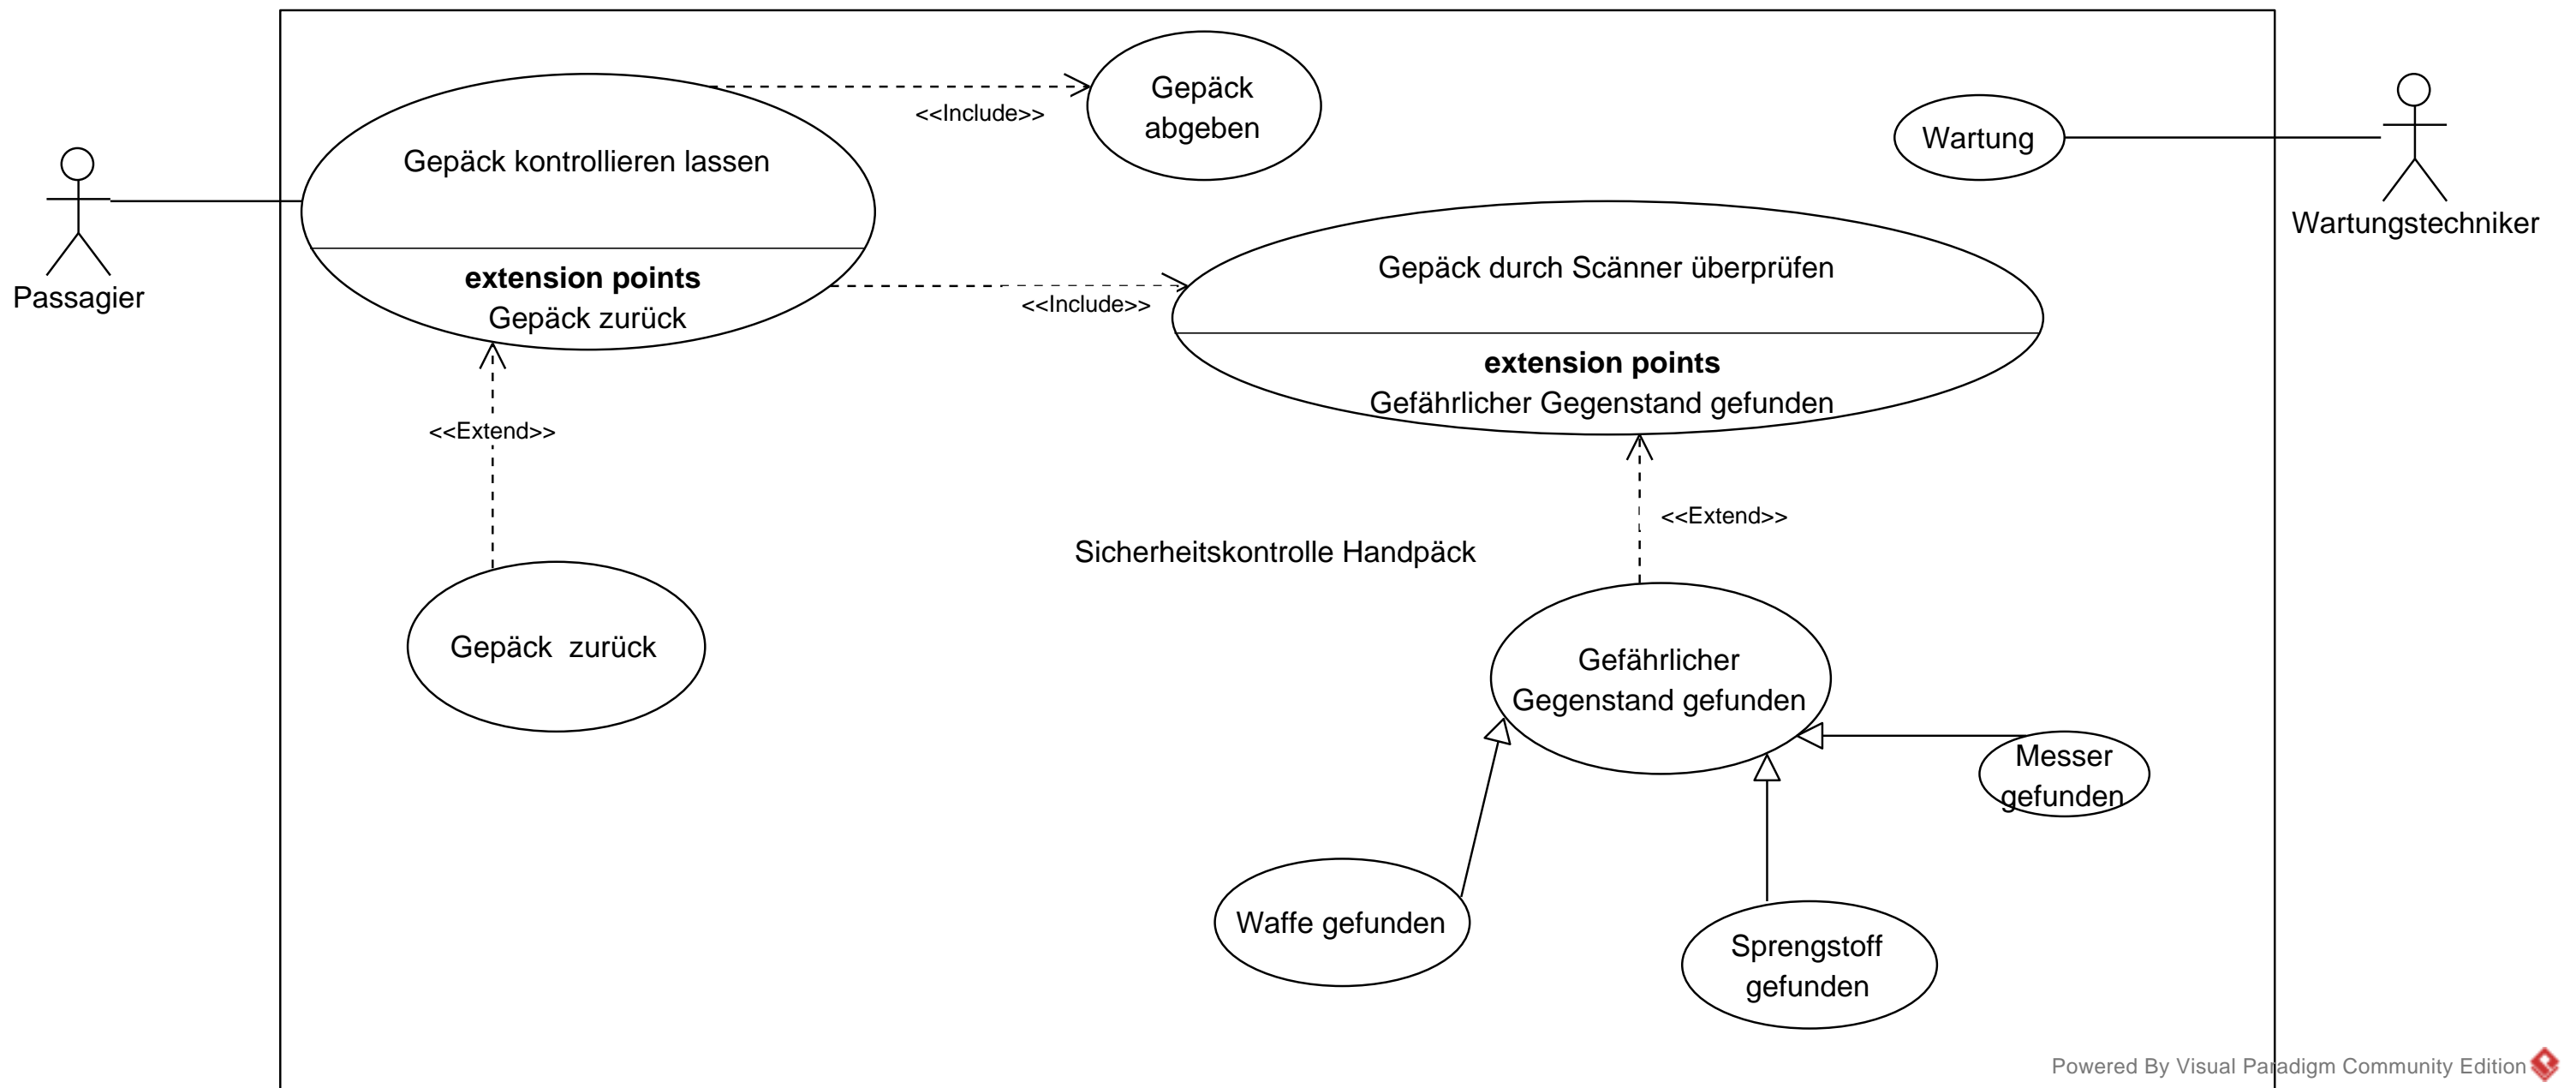 Gepäck
abgeben
<<Include>>
Wartung
Gepäck kontrollieren lassen
Wartungstechniker
Passagier
extension points
Gepäck zurück
Gepäck durch Scänner überprüfen
<<Include>>
extension points
Gefährlicher Gegenstand gefunden
<<Extend>>
<<Extend>>
Sicherheitskontrolle Handpäck
Gepäck  zurück
Gefährlicher
Gegenstand gefunden
Messer
gefunden
Waffe gefunden
Sprengstoff
gefunden
Powered By Visual Paradigm Community Edition